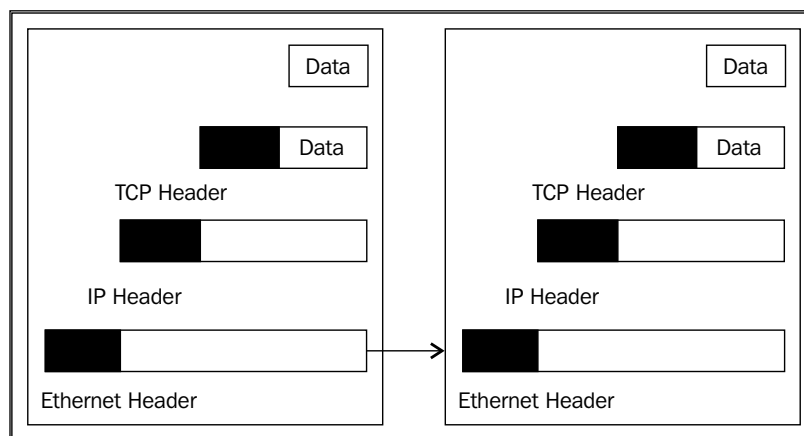 Data
Data
TCP Header
IP Header
Ethernet Header
Data
Data
TCP Header
IP Header
Ethernet Header